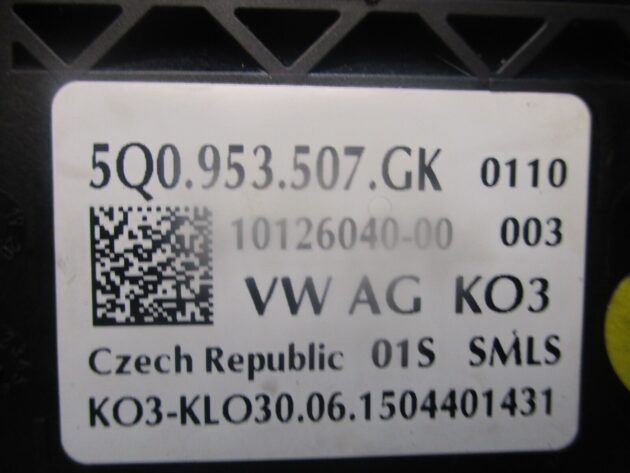 5Q0.953.507.GK 0110
10126040-00 003
VW AG KO3
Czech Republic 01S SMLS
KO3-KLO30.06.1504401431